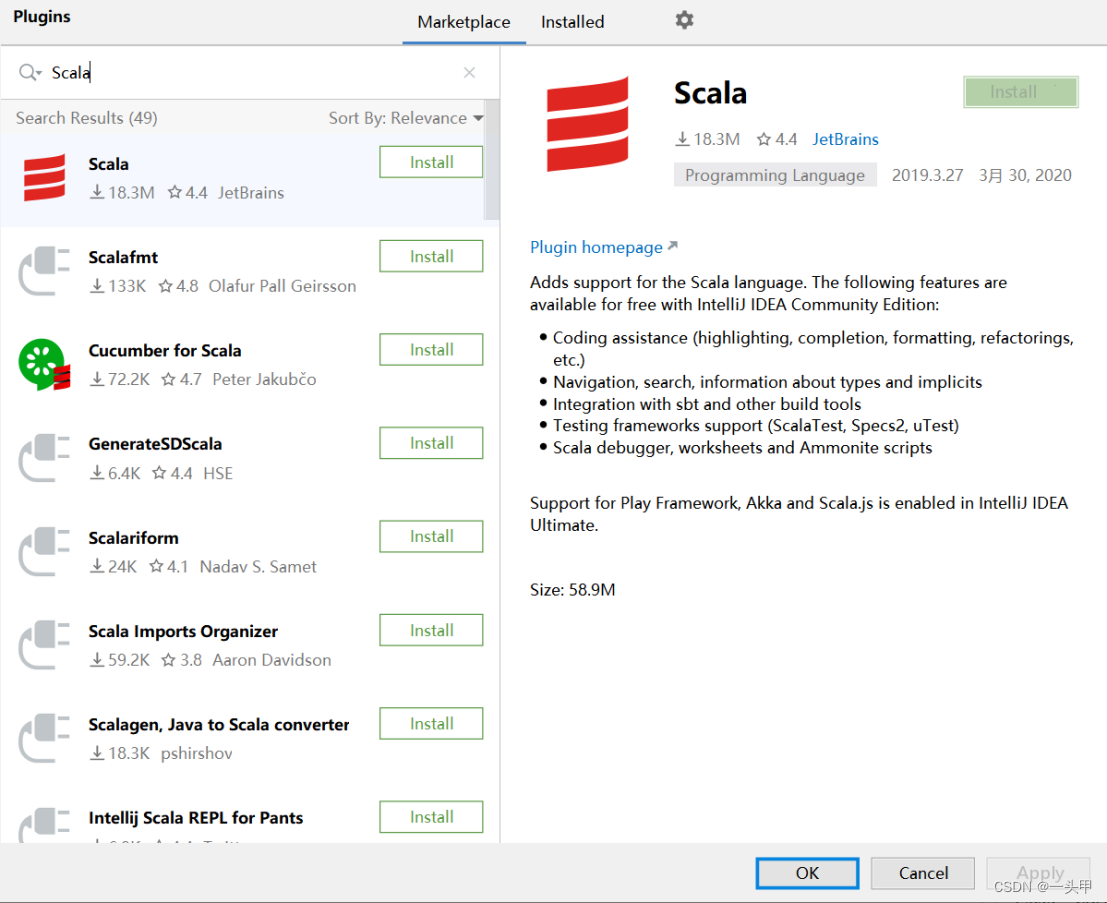 Plugins
Marketplace Installed
Scala
Search Results (49) Sort By: Relevance
Scala
Install
18.3M 4.4 JetBrains
Scalafmt
Install
133K 4.8 Olafur Pall Geirsson
Cucumber for Scala
Install
72.2K 4.7 Peter Jakubčo
GenerateSDScala
Install
6.4K 4.4 HSE
Scalariform
Install
24K 4.1 Nadav S. Samet
Scala Imports Organizer
Install
59.2K 3.8 Aaron Davidson
Scalagen, Java to Scala converter
Install
18.3K pshirshov
Intellij Scala REPL for Pants
Install
Scala
Install
18.3M 4.4 JetBrains
Programming Language 2019.3.27 3月 30, 2020
Plugin homepage
Adds support for the Scala language. The following features are
available for free with IntelliJ IDEA Community Edition:
Coding assistance (highlighting, completion, formatting, refactorings,
etc.)
Navigation, search, information about types and implicits
Integration with sbt and other build tools
Testing frameworks support (ScalaTest, Specs2, uTest)
Scala debugger, worksheets and Ammonite scripts
Support for Play Framework, Akka and Scala.js is enabled in IntelliJ IDEA
Ultimate.
Size: 58.9M
OK Cancel Apply
CSDN @一头甲